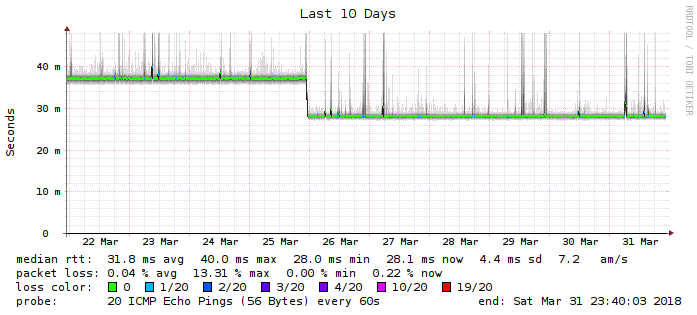 Last 10 Days
RRDTOOL / TOBI OETIKER
Seconds
40 m
30 m
20 m
10 m
0
22 Mar 23 Mar 24 Mar 25 Mar 26 Mar 27 Mar 28 Mar 29 Mar 30 Mar 31 Mar
median rtt: 31.8 ms avg 40.0 ms max 28.0 ms min 28.1 ms now 4.4 ms sd 7.2 am/s
packet loss: 0.04 % avg 13.31 % max 0.00 % min 0.22 % now
loss color: 0 1/20 2/20 3/20 4/20 10/20 19/20
probe: 20 ICMP Echo Pings (56 Bytes) every 60s end: Sat Mar 31 23:40:03 2018